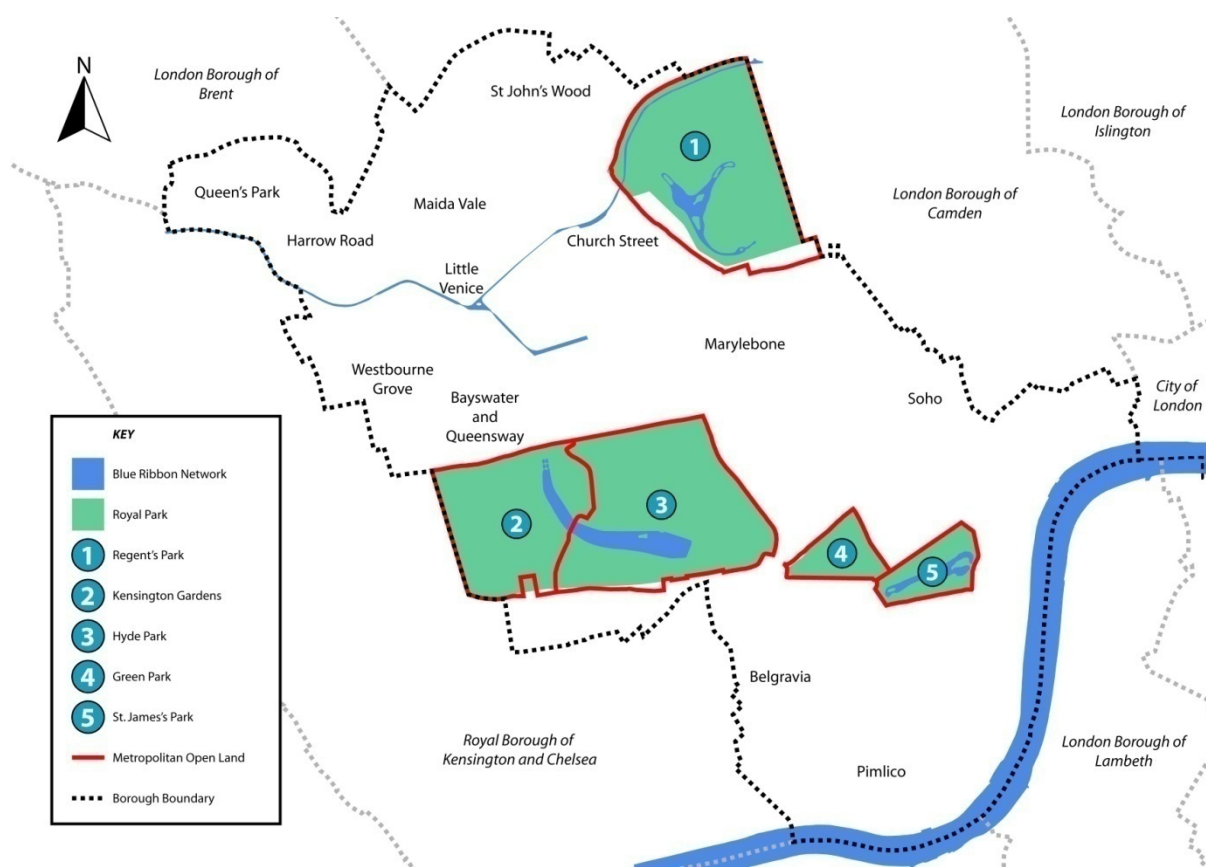 N
London Borough of
Brent
St John's Wood
London Borough of
Islington
1
Queen's Park
London Borough of
Camden
Maida Vale
Harrow Road
Church Street
Little
Venice
Marylebone
Westbourne
Grove
Bayswater
and
Queensway
Soho
City of
London
2
3
4
5
Belgravia
Royal Borough of
Kensington and Chelsea
Pimlico
London Borough of
Lambeth
KEY
Blue Ribbon Network
Royal Park
1 Regent's Park
2 Kensington Gardens
3 Hyde Park
4 Green Park
5 St. James's Park
Metropolitan Open Land
Borough Boundary